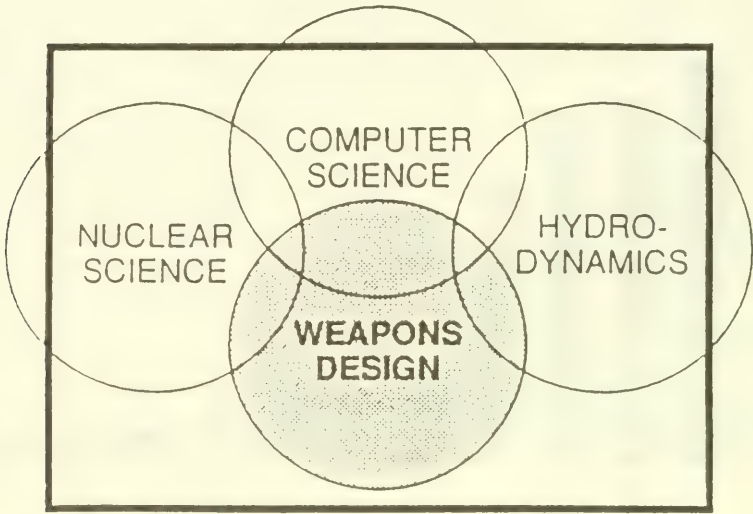 COMPUTER
SCIENCE
NUCLEAR
SCIENCE
HYDRO-
DYNAMICS
WEAPONS
DESIGN